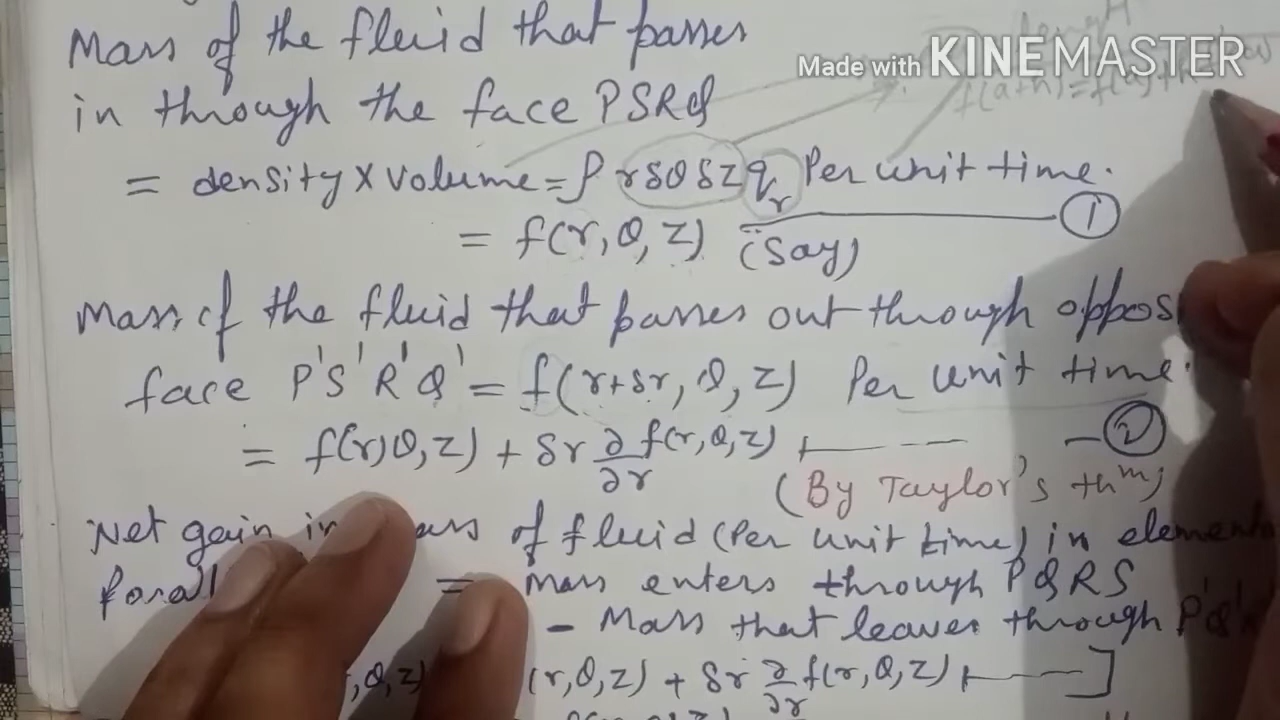 Made with KINEMASTER
length
f(a+h)=f(a)+h
Mass of the fluid that passes
in through the face PSRQ
= density × volume = ρ rδθ δz q_r Per unit time.
= f(r, θ, z) (Say) ①
Mass of the fluid that passes out through oppos
face P'S'R'Q' = f(r+δr, θ, z) Per unit time.
= f(r, θ, z) + δr ∂/∂r f(r, θ, z) + ——— — ②
(By Taylor's thm)
Net gain in of fluid (Per unit time) in
= Mass enters through PQRS
- Mass that leaves through P'Q'
, θ, z) (r, θ, z) + δr ∂/∂r f(r, θ, z) + ——— ]